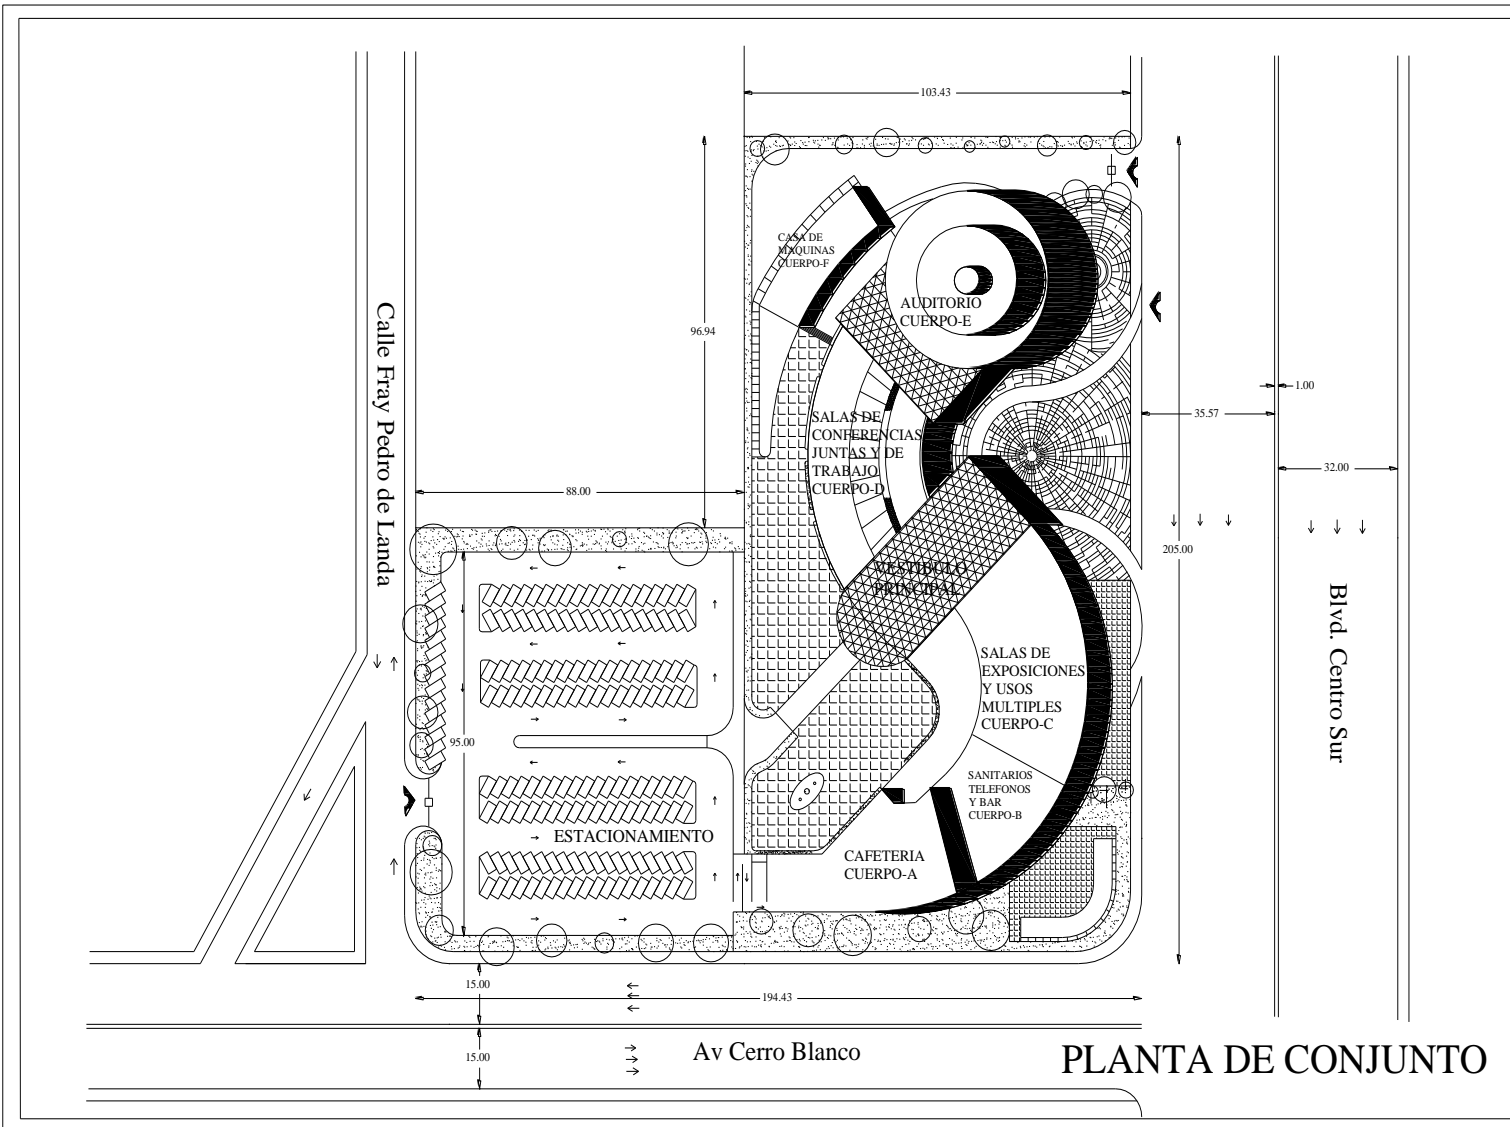 103.43
CASA DE
MAQUINAS
CUERPO-F
AUDITORIO
CUERPO-E
96.94
Calle Fray Pedro de Landa
1.00
35.57
SALAS DE
CONFERENCIAS
JUNTAS Y DE
TRABAJO
CUERPO-D
32.00
88.00
205.00
VESTIBULO
PRINCIPAL
Blvd. Centro Sur
SALAS DE
EXPOSICIONES
Y USOS
MULTIPLES
CUERPO-C
95.00
SANITARIOS
TELEFONOS
Y BAR
CUERPO-B
ESTACIONAMIENTO
CAFETERIA
CUERPO-A
15.00
194.43
15.00
Av Cerro Blanco
PLANTA DE CONJUNTO